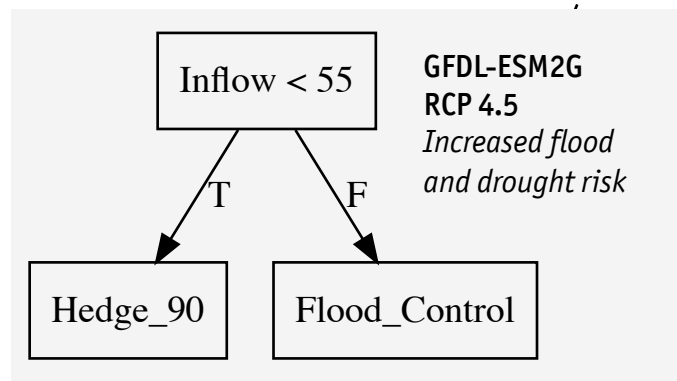 Inflow < 55
GFDL-ESM2G
RCP 4.5
Increased flood
and drought risk
T
F
Hedge_90
Flood_Control